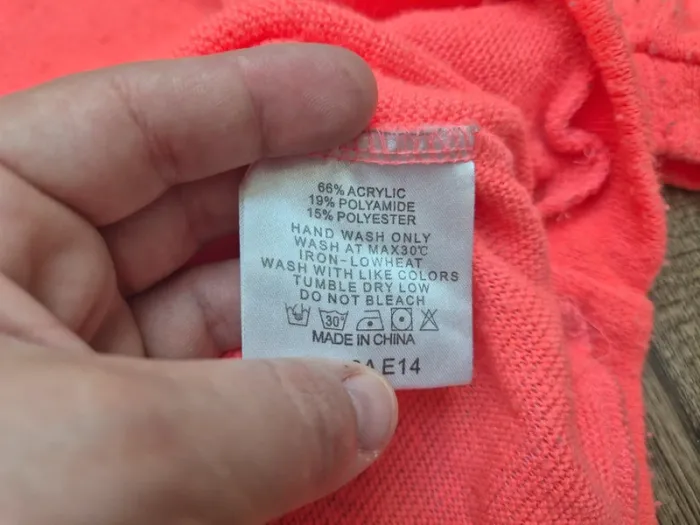 66% ACRYLIC
19% POLYAMIDE
15% POLYESTER
HAND WASH ONLY
WASH AT MAX30℃
IRON-LOWHEAT
WASH WITH LIKE COLORS
TUMBLE DRY LOW
DO NOT BLEACH
30°
MADE IN CHINA
E14